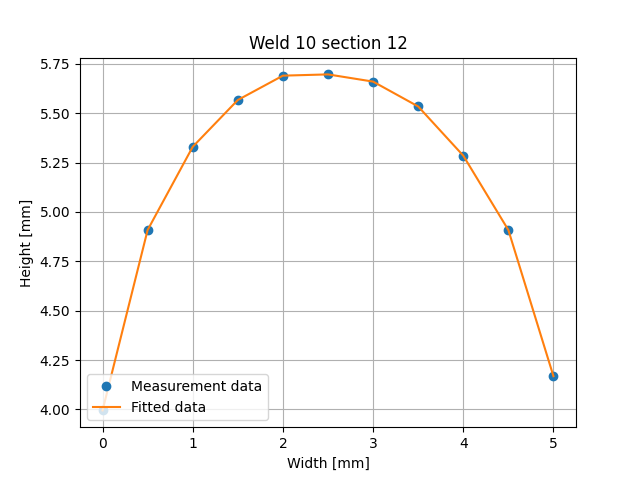 Weld 10 section 12
Height [mm]
5.75
5.50
5.25
5.00
4.75
4.50
4.25
4.00
Measurement data
Fitted data
0 1 2 3 4 5
Width [mm]